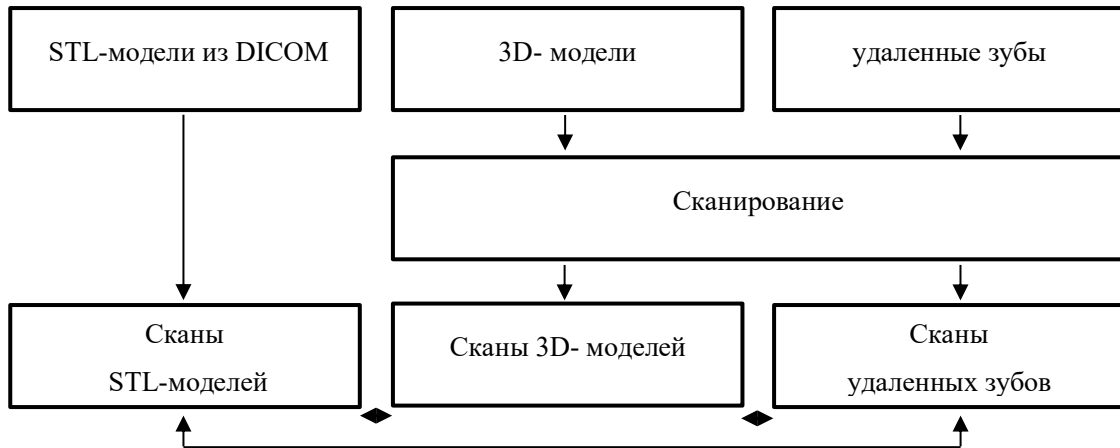 STL-модели из DICOM
3D- модели
удаленные зубы
Сканирование
Сканы
STL-моделей
Сканы 3D- моделей
Сканы
удаленных зубов